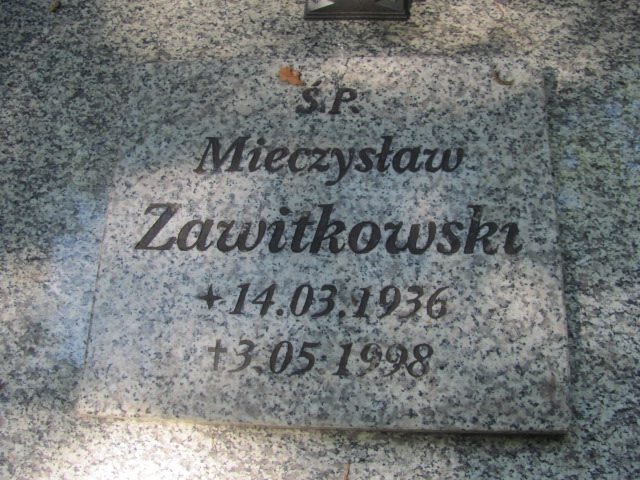 Ś.P.
Mieczysław
Zawitkowski
+14.03.1936
†3.05.1998